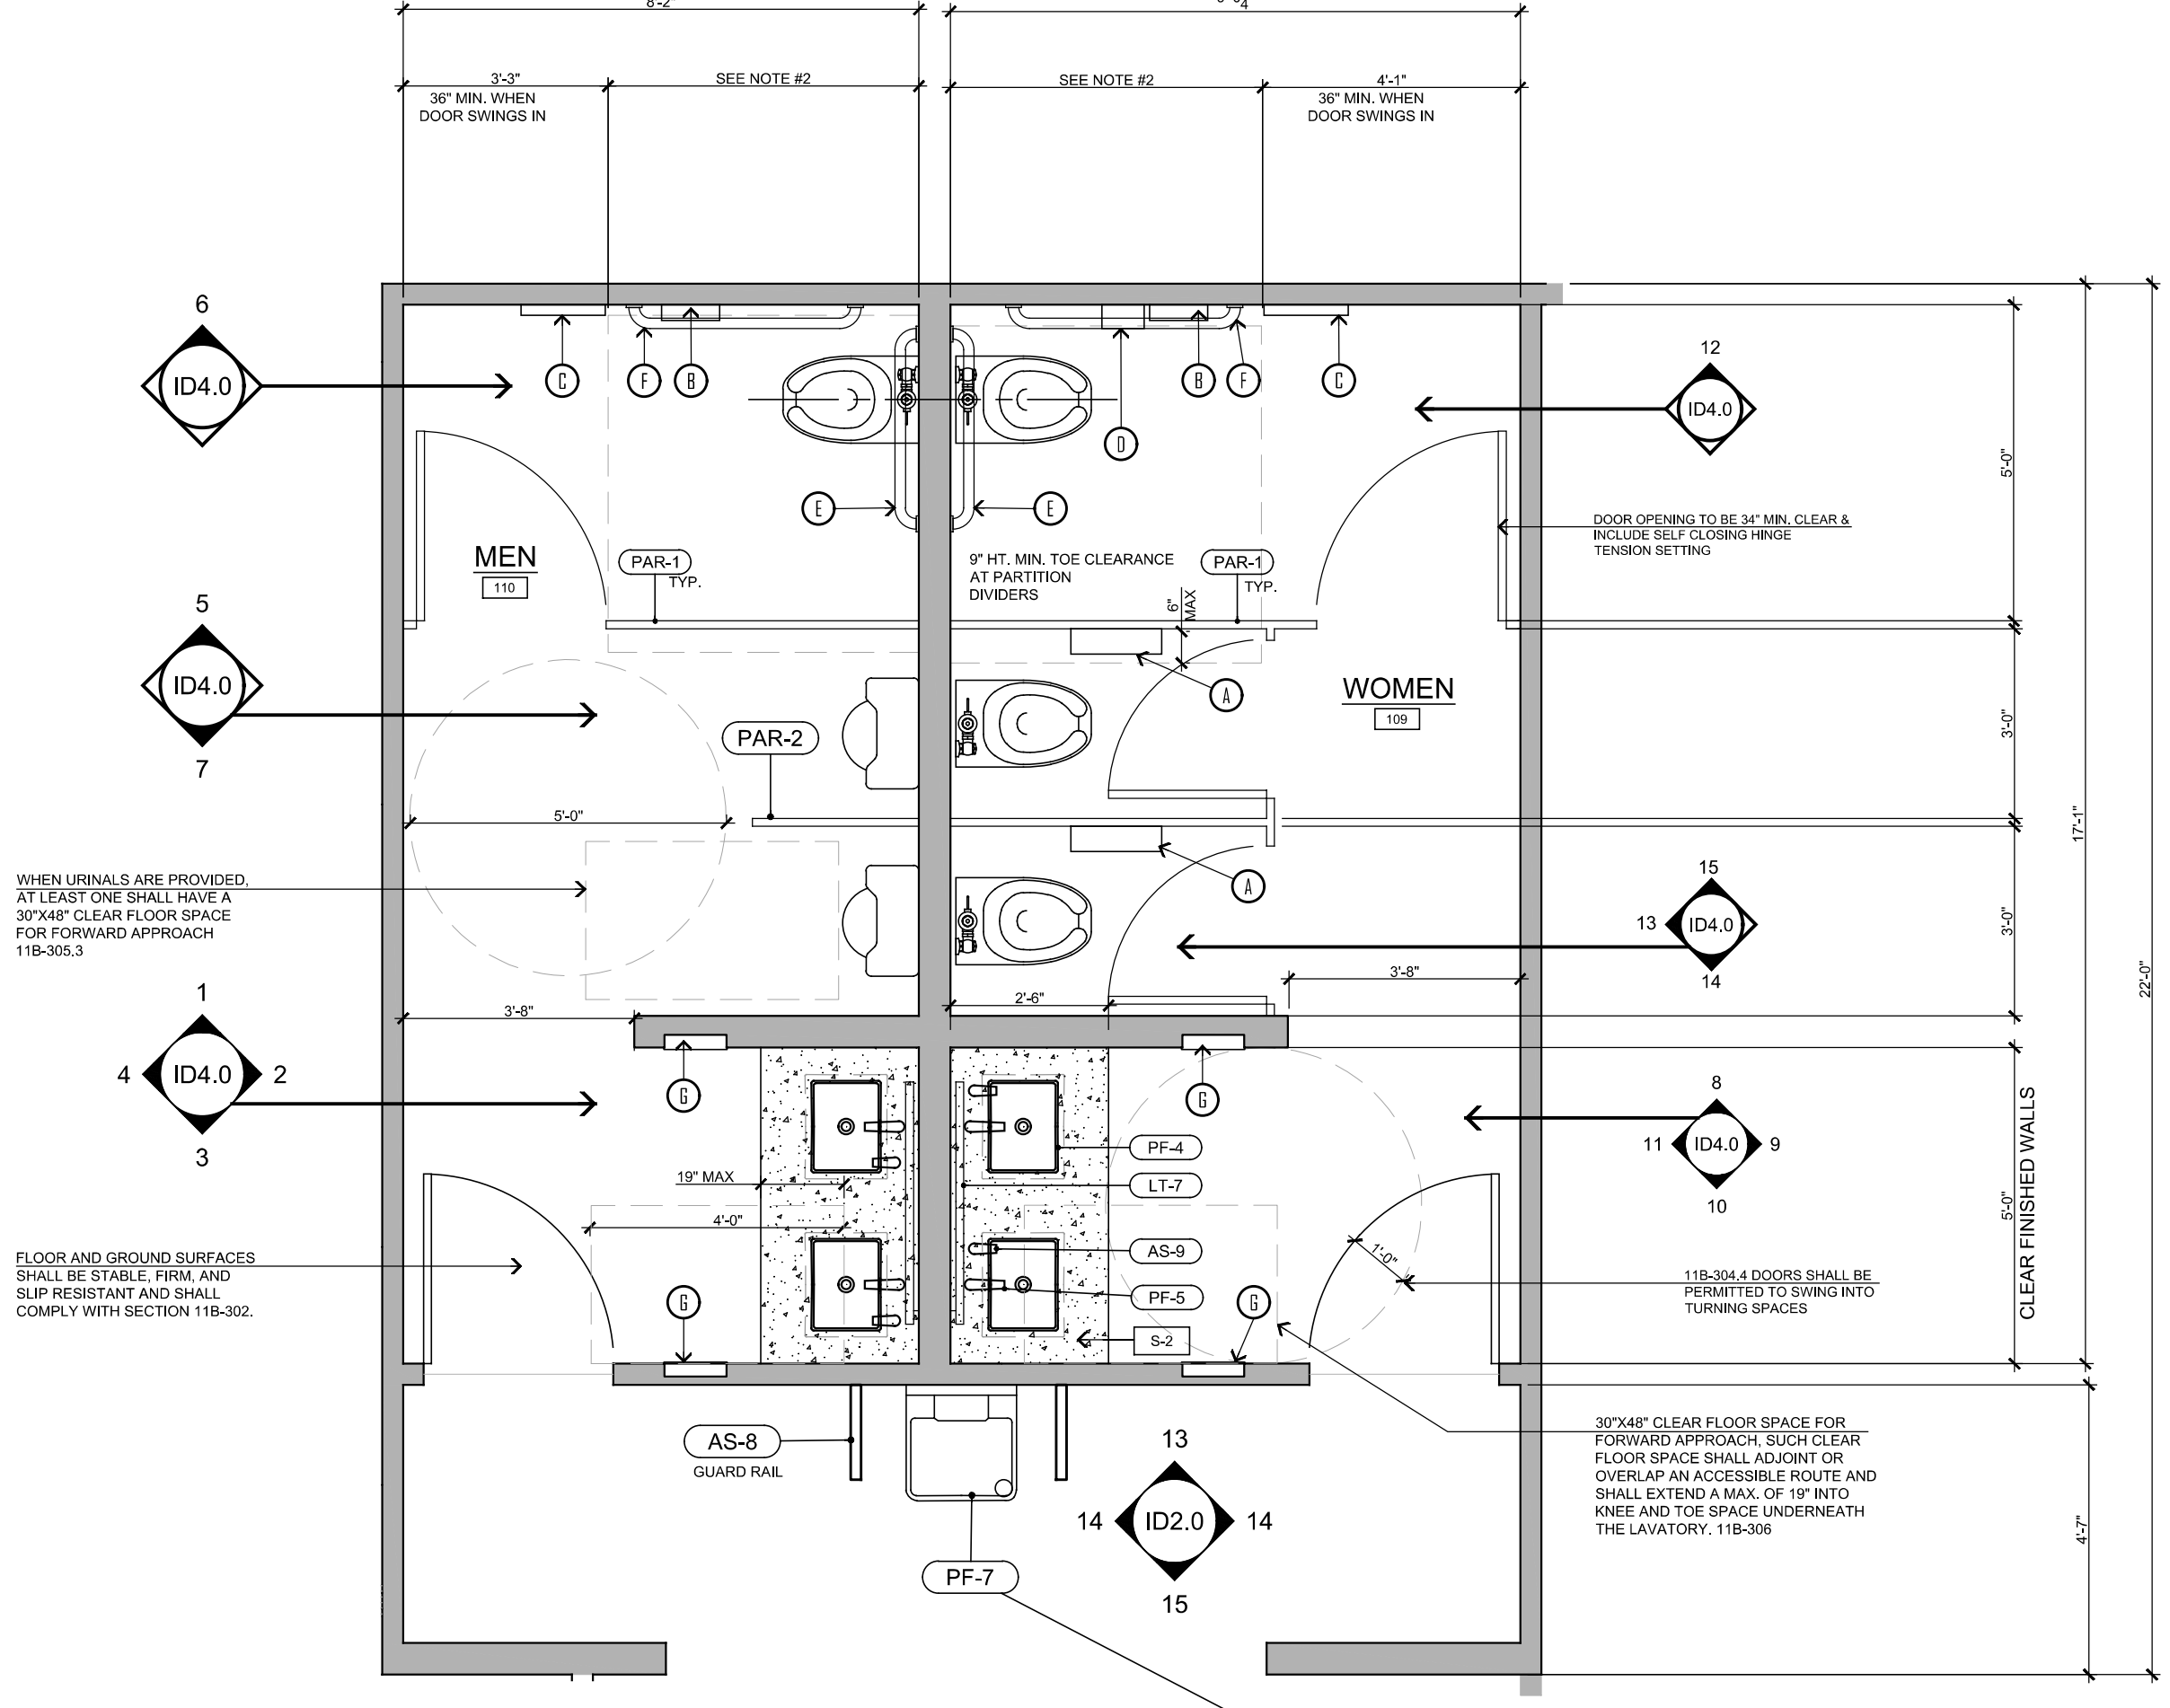 8'-2"
3'-3"
SEE NOTE #2
SEE NOTE #2
4'-1"
36" MIN. WHEN
DOOR SWINGS IN
36" MIN. WHEN
DOOR SWINGS IN
6
ID4.0
C
F
B
D
B
F
C
12
ID4.0
E
E
5'-0"
DOOR OPENING TO BE 34" MIN. CLEAR &
INCLUDE SELF CLOSING HINGE
TENSION SETTING
MEN
110
PAR-1
TYP.
9" HT. MIN. TOE CLEARANCE
AT PARTITION
DIVIDERS
PAR-1
TYP.
6"
MAX
5
ID4.0
7
A
WOMEN
109
3'-0"
PAR-2
5'-0"
17'-1"
WHEN URINALS ARE PROVIDED,
AT LEAST ONE SHALL HAVE A
30"X48" CLEAR FLOOR SPACE
FOR FORWARD APPROACH
11B-305.3
A
15
13
ID4.0
14
3'-0"
3'-8"
2'-6"
3'-8"
22'-0"
1
4
ID4.0
2
3
G
G
8
11
ID4.0
9
10
PF-4
19" MAX
LT-7
4'-0"
AS-9
1'-0"
5'-0"
CLEAR FINISHED WALLS
FLOOR AND GROUND SURFACES
SHALL BE STABLE, FIRM, AND
SLIP RESISTANT AND SHALL
COMPLY WITH SECTION 11B-302.
G
PF-5
G
11B-304.4 DOORS SHALL BE
PERMITTED TO SWING INTO
TURNING SPACES
S-2
AS-8
GUARD RAIL
13
14
ID2.0
14
15
30"X48" CLEAR FLOOR SPACE FOR
FORWARD APPROACH, SUCH CLEAR
FLOOR SPACE SHALL ADJOINT OR
OVERLAP AN ACCESSIBLE ROUTE AND
SHALL EXTEND A MAX. OF 19" INTO
KNEE AND TOE SPACE UNDERNEATH
THE LAVATORY. 11B-306
4'-7"
PF-7